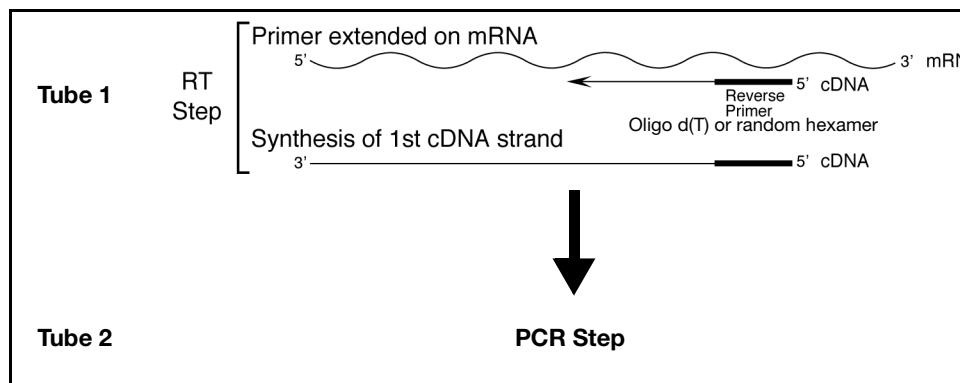 Primer extended on mRNA
5' 3' mRN
Tube 1
RT
Step
5' cDNA
Reverse
Primer
Oligo d(T) or random hexamer
Synthesis of 1st cDNA strand
3' 5' cDNA
Tube 2
PCR Step